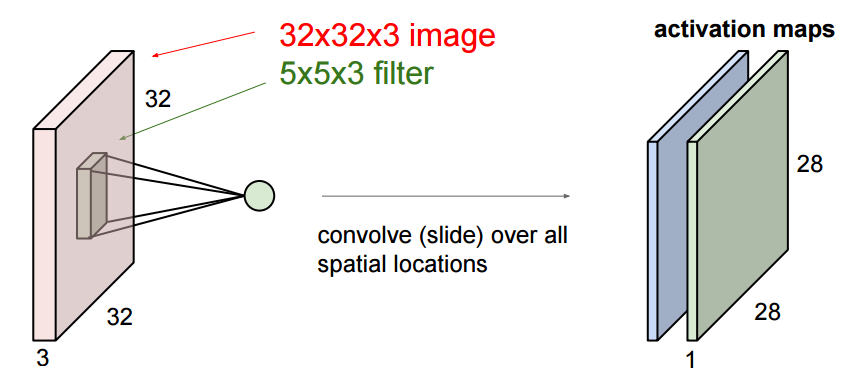 32x32x3 image
5x5x3 filter
32
32
3
convolve (slide) over all
spatial locations
activation maps
28
28
1